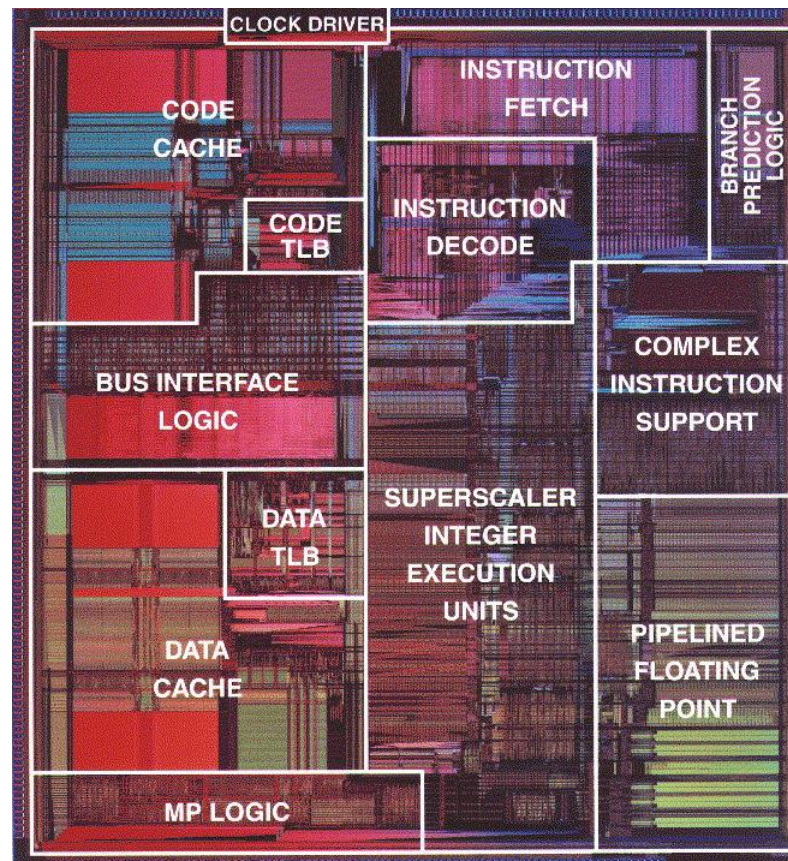 CLOCK DRIVER
CODE
CACHE
INSTRUCTION
FETCH
BRANCH
PREDICTION
LOGIC
CODE
TLB
INSTRUCTION
DECODE
BUS INTERFACE
LOGIC
COMPLEX
INSTRUCTION
SUPPORT
DATA
TLB
SUPERSCALER
INTEGER
EXECUTION
UNITS
DATA
CACHE
PIPELINED
FLOATING
POINT
MP LOGIC